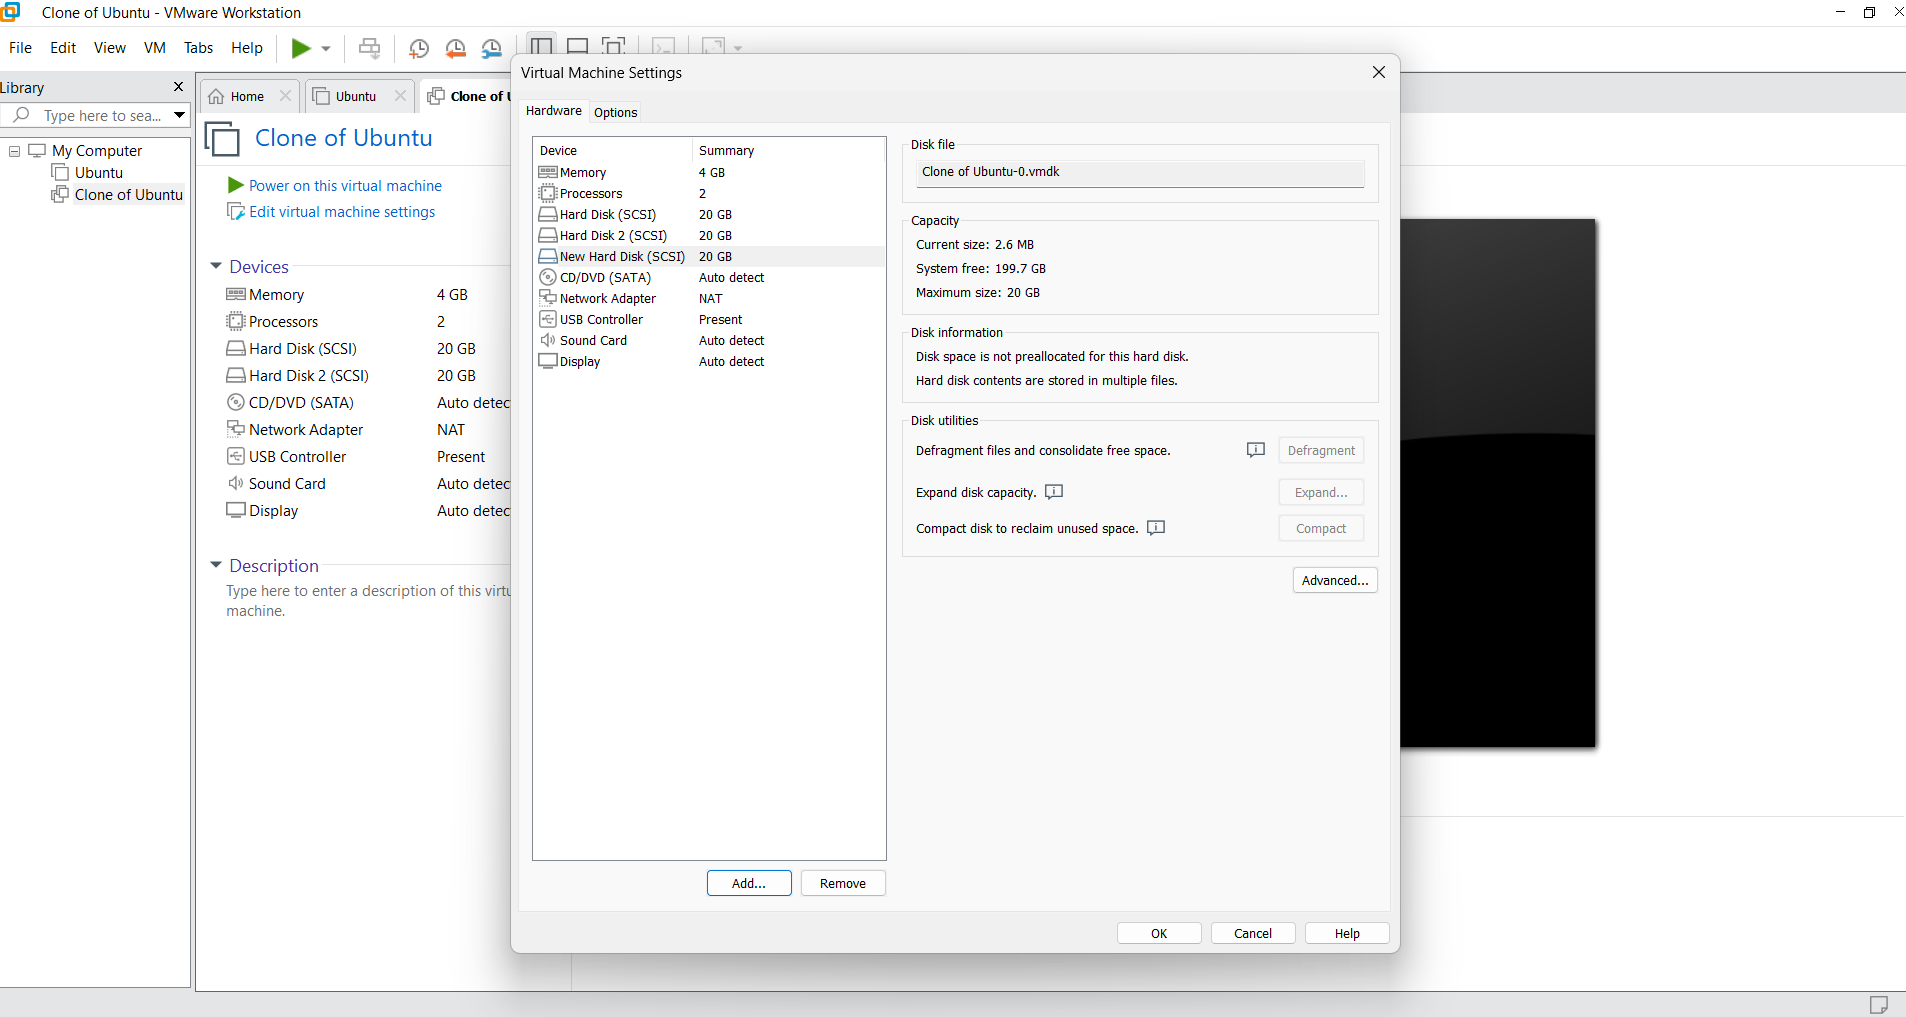 Clone of Ubuntu - VMware Workstation
File Edit View VM Tabs Help
Library
Type here to sea...
My Computer
Ubuntu
Clone of Ubuntu
Home
Ubuntu
Clone of U
Clone of Ubuntu
Power on this virtual machine
Edit virtual machine settings
Devices
Memory 4 GB
Processors 2
Hard Disk (SCSI) 20 GB
Hard Disk 2 (SCSI) 20 GB
CD/DVD (SATA) Auto detec
Network Adapter NAT
USB Controller Present
Sound Card Auto detec
Display Auto detec
Description
Type here to enter a description of this virtu
machine.
Virtual Machine Settings
Hardware Options
Device Summary
Memory 4 GB
Processors 2
Hard Disk (SCSI) 20 GB
Hard Disk 2 (SCSI) 20 GB
New Hard Disk (SCSI) 20 GB
CD/DVD (SATA) Auto detect
Network Adapter NAT
USB Controller Present
Sound Card Auto detect
Display Auto detect
Add... Remove
Disk file
Clone of Ubuntu-0.vmdk
Capacity
Current size: 2.6 MB
System free: 199.7 GB
Maximum size: 20 GB
Disk information
Disk space is not preallocated for this hard disk.
Hard disk contents are stored in multiple files.
Disk utilities
Defragment files and consolidate free space. Defragment
Expand disk capacity. Expand...
Compact disk to reclaim unused space. Compact
Advanced...
OK Cancel Help